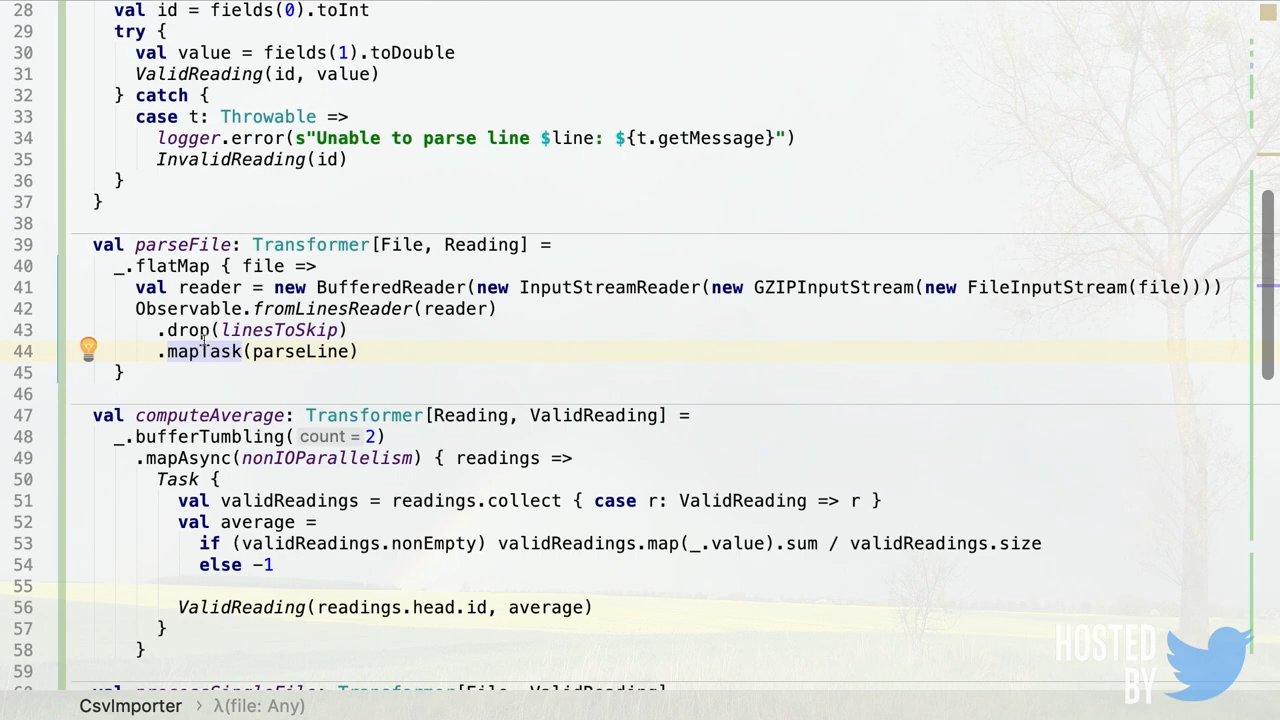 28 val id = fields(0).toInt
29 try {
30 val value = fields(1).toDouble
31 ValidReading(id, value)
32 } catch {
33 case t: Throwable =>
34 logger.error(s"Unable to parse line $line: ${t.getMessage}")
35 InvalidReading(id)
36 }
37 }
38
39 val parseFile: Transformer[File, Reading] =
40 _.flatMap { file =>
41 val reader = new BufferedReader(new InputStreamReader(new GZIPInputStream(new FileInputStream(file))))
42 Observable.fromLinesReader(reader)
43 .drop(linesToSkip)
44 .mapTask(parseLine)
45 }
46
47 val computeAverage: Transformer[Reading, ValidReading] =
48 _.bufferTumbling( count = 2)
49 .mapAsync(nonIOParallelism) { readings =>
50 Task {
51 val validReadings = readings.collect { case r: ValidReading => r }
52 val average =
53 if (validReadings.nonEmpty) validReadings.map(_.value).sum / validReadings.size
54 else -1
55
56 ValidReading(readings.head.id, average)
57 }
58 }
59
60 val processSingleFile: Transformer[File, ValidReading]
CsvImporter > λ(file: Any)
HOSTED
BY